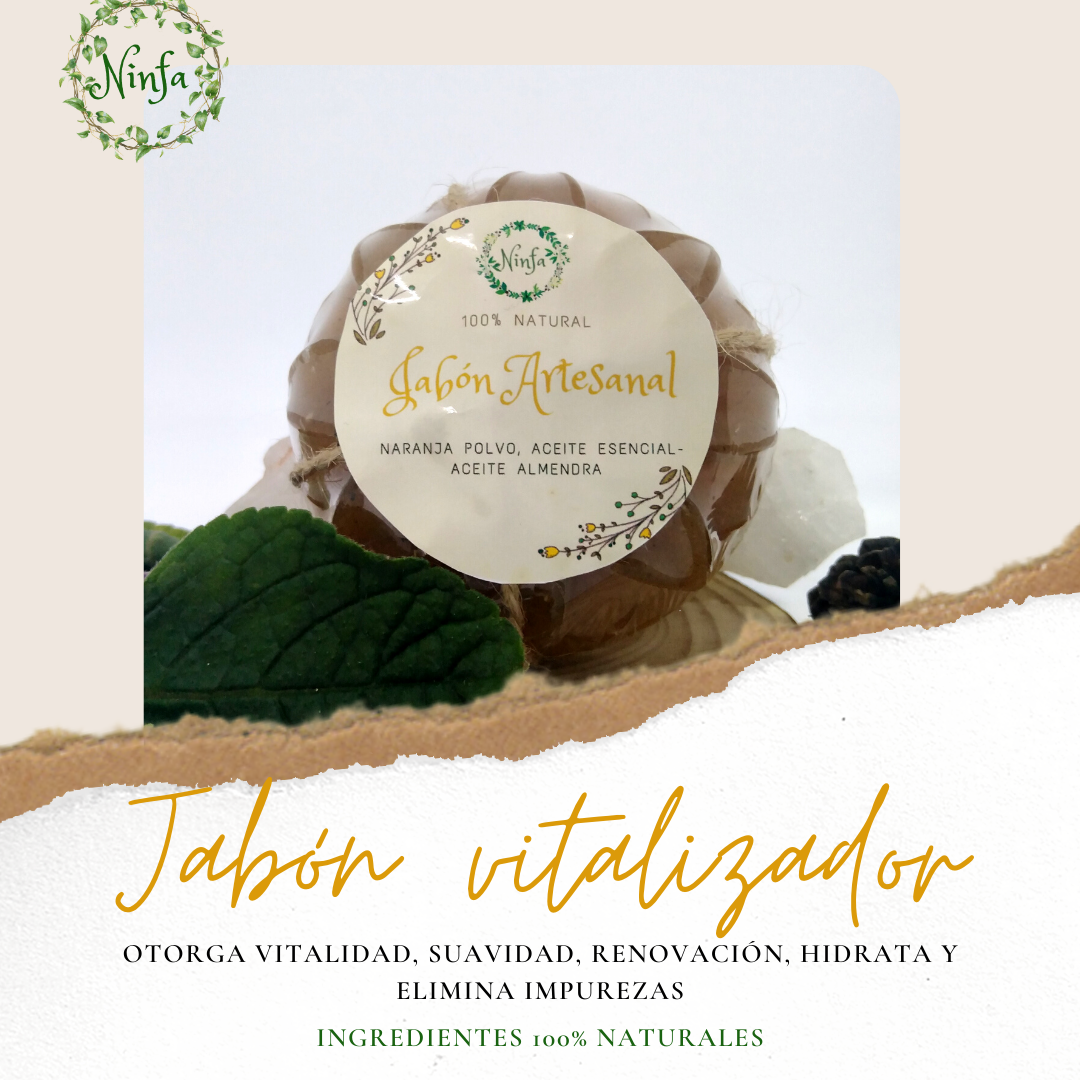 Ninfa
Ninfa
100% NATURAL
Jabón Artesanal
NARANJA POLVO, ACEITE ESENCIAL-
ACEITE ALMENDRA
Jabón vitalizador
OTORGA VITALIDAD, SUAVIDAD, RENOVACIÓN, HIDRATA Y
ELIMINA IMPUREZAS
INGREDIENTES 100% NATURALES